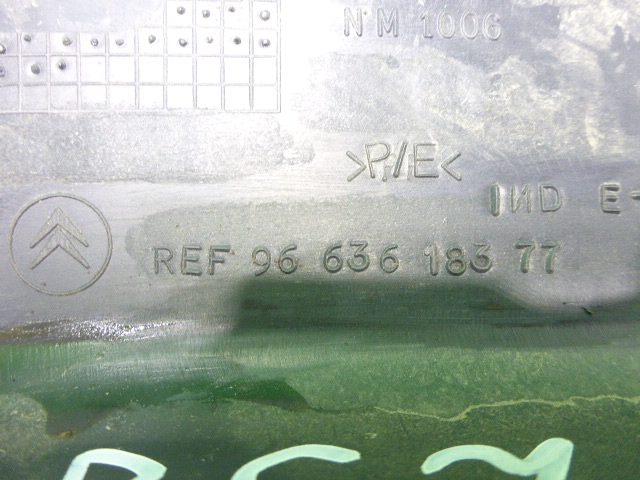 NM 1006
>P/E<
IND E-
REF 96 636 183 77